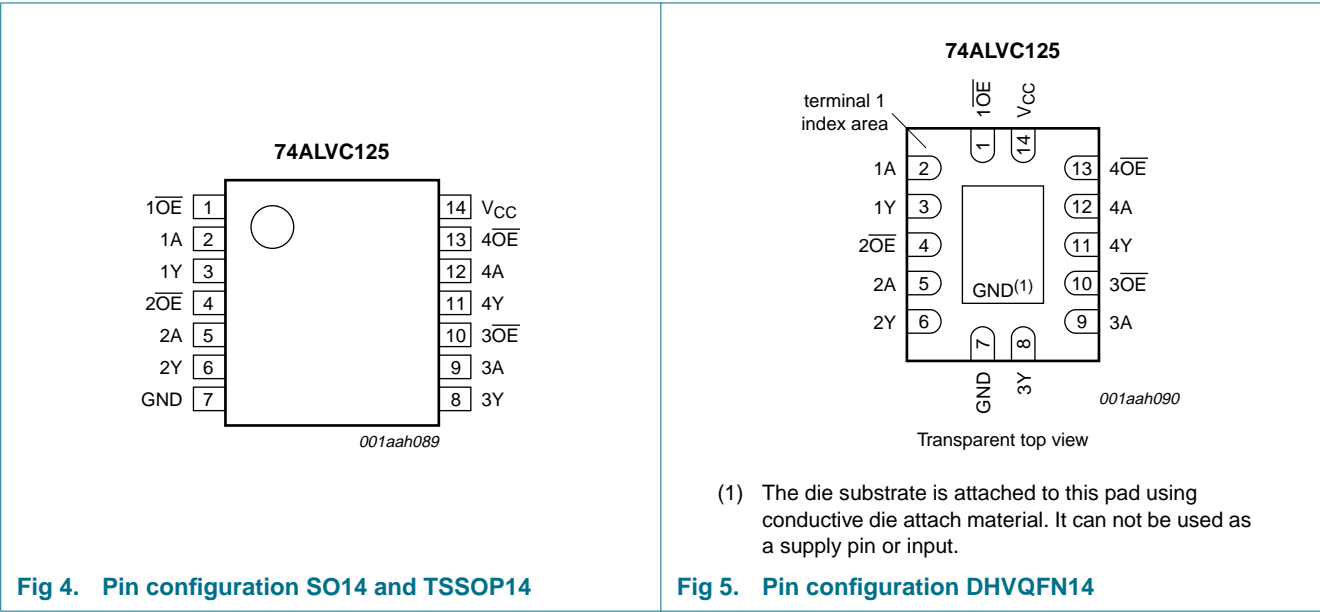 74ALVC125
1OE 1
1A 2
1Y 3
2OE 4
2A 5
2Y 6
GND 7
14 VCC
13 4OE
12 4A
11 4Y
10 3OE
9 3A
8 3Y
001aah089
Fig 4. Pin configuration SO14 and TSSOP14
74ALVC125
terminal 1
index area
1OE
VCC
1
14
1A 2
1Y 3
2OE 4
2A 5
2Y 6
13 4OE
12 4A
11 4Y
10 3OE
9 3A
GND(1)
7
8
GND
3Y
001aah090
Transparent top view
(1) The die substrate is attached to this pad using
conductive die attach material. It can not be used as
a supply pin or input.
Fig 5. Pin configuration DHVQFN14